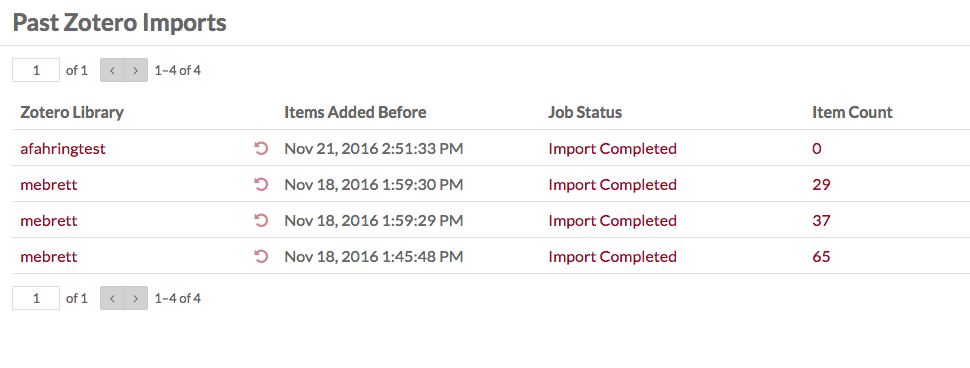 Past Zotero Imports
1 of 1 < > 1–4 of 4
Zotero Library Items Added Before Job Status Item Count
afahringtest Nov 21, 2016 2:51:33 PM Import Completed 0
mebrett Nov 18, 2016 1:59:30 PM Import Completed 29
mebrett Nov 18, 2016 1:59:29 PM Import Completed 37
mebrett Nov 18, 2016 1:45:48 PM Import Completed 65
1 of 1 < > 1–4 of 4